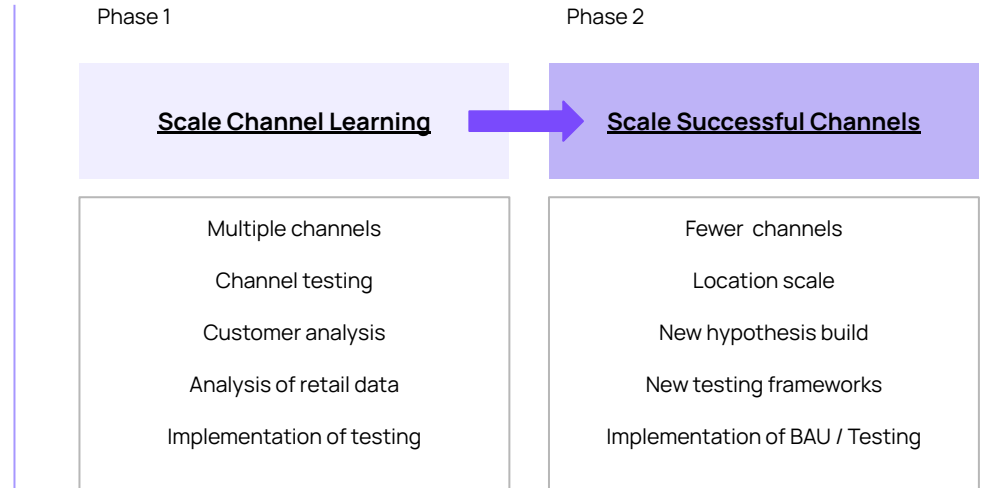 Phase 1
Phase 2
Scale Channel Learning
Scale Successful Channels
Multiple channels
Channel testing
Customer analysis
Analysis of retail data
Implementation of testing
Fewer  channels
Location scale
New hypothesis build
New testing frameworks
Implementation of BAU / Testing